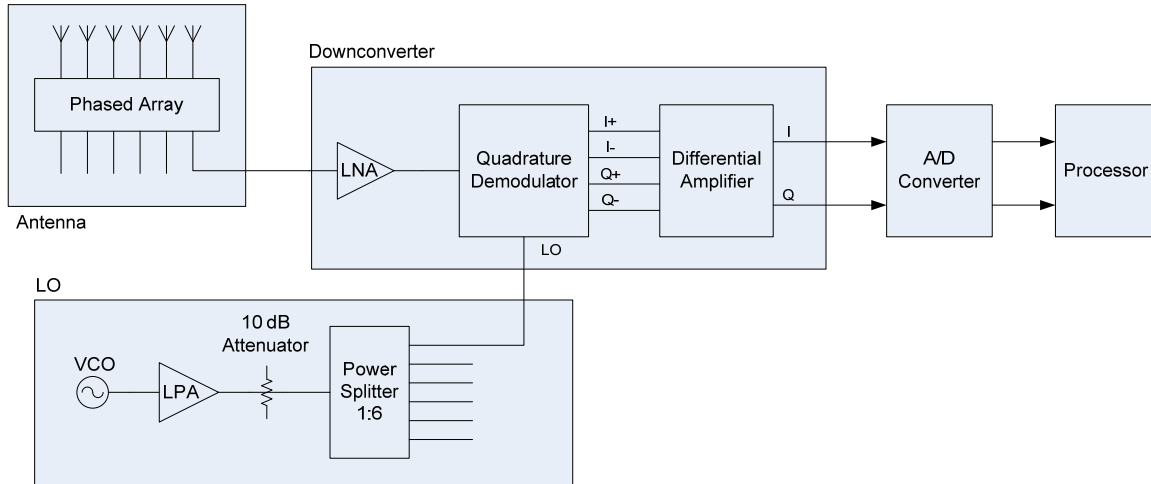 Phased Array
Antenna
Downconverter
LNA
Quadrature
Demodulator
I+
I-
Q+
Q-
LO
Differential
Amplifier
I
Q
A/D
Converter
Processor
LO
VCO
LPA
10 dB
Attenuator
Power
Splitter
1:6